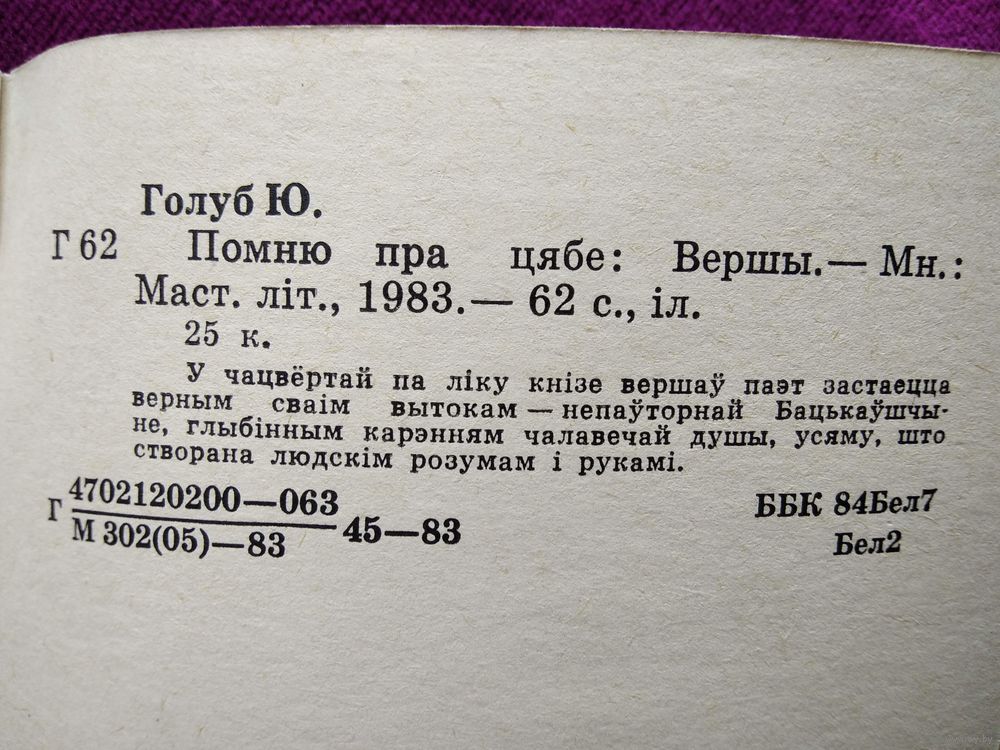 Голуб Ю.
Г 62 Помню пра цябе: Вершы.— Мн.:
Маст. літ., 1983.— 62 с., іл.
25 к.
У чацвёртай па ліку кнізе вершаў паэт застаецца
верным сваім вытокам — непаўторнай Бацькаўшчы-
не, глыбінным карэнням чалавечай душы, усяму, што
створана людскім розумам і рукамі.
Г 4702120200—063
М 302(05)—83 45—83
ББК 84Бел7
Бел2